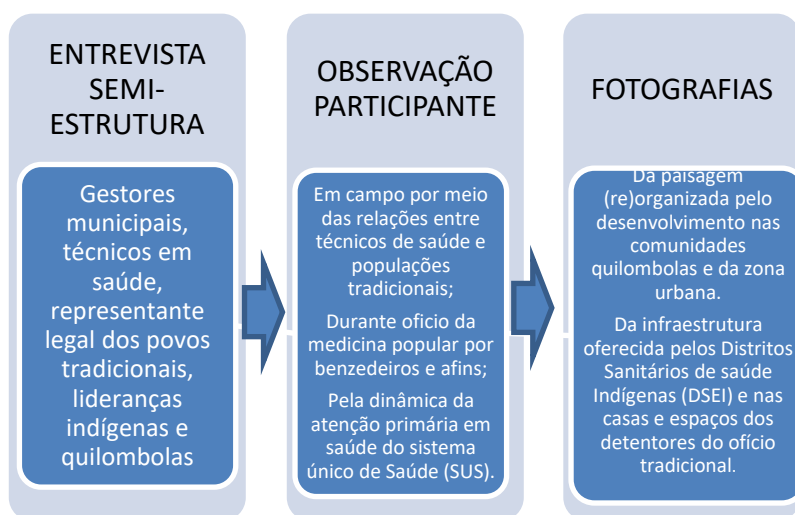 ENTREVISTA
SEMI-
ESTRUTURA
Gestores
municipais,
técnicos em
saúde,
representante
legal dos povos
tradicionais,
lideranças
indígenas e
quilombolas
OBSERVAÇÃO
PARTICIPANTE
Em campo por meio
das relações entre
técnicos de saúde e
populações
tradicionais;
Durante oficio da
medicina popular por
benzedeiros e afins;
Pela dinâmica da
atenção primária em
saúde do sistema
único de Saúde (SUS).
FOTOGRAFIAS
Da paisagem
(re)organizada pelo
desenvolvimento nas
comunidades
quilombolas e da zona
urbana.
Da infraestrutura
oferecida pelos Distritos
Sanitários de saúde
Indígenas (DSEI) e nas
casas e espaços dos
detentores do ofício
tradicional.